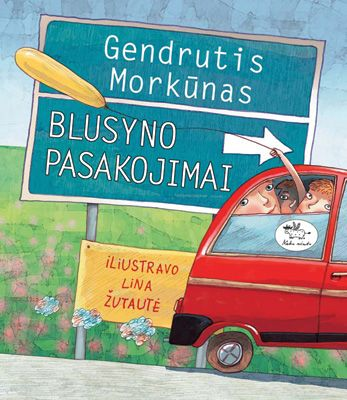 Gendrutis
Morkūnas
BLUSYNO
PASAKOJIMAI
iLiUSTRAVO
LiNA
ŽUTAUTĖ